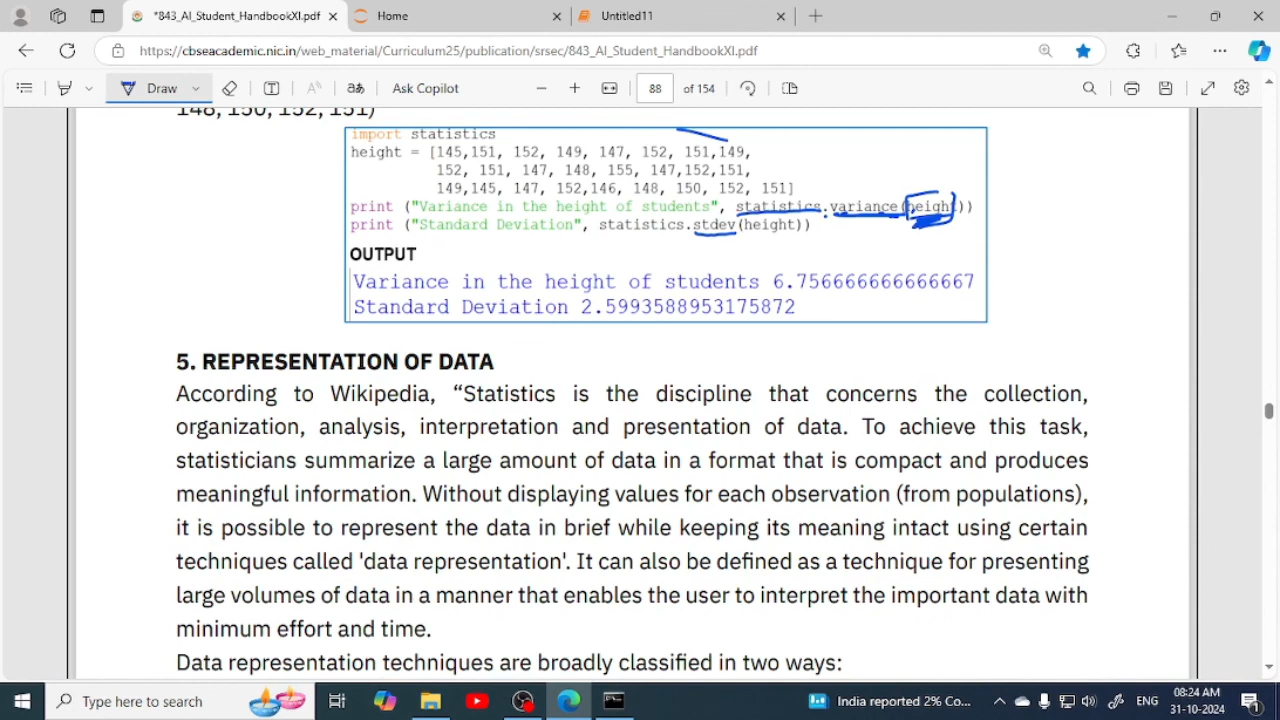 *843_AI_Student_HandbookXI.pdf
Home
Untitled11
https://cbseacademic.nic.in/web_material/Curriculum25/publication/srsec/843_AI_Student_HandbookXI.pdf
Draw
Ask Copilot
88 of 154
148, 150, 152, 151)
import statistics
height = [145,151, 152, 149, 147, 152, 151,149,
152, 151, 147, 148, 155, 147,152,151,
149,145, 147, 152,146, 148, 150, 152, 151]
print ("Variance in the height of students", statistics.variance(height))
print ("Standard Deviation", statistics.stdev(height))
OUTPUT
Variance in the height of students 6.756666666666667
Standard Deviation 2.5993588953175872
5. REPRESENTATION OF DATA
According to Wikipedia, “Statistics is the discipline that concerns the collection,
organization, analysis, interpretation and presentation of data. To achieve this task,
statisticians summarize a large amount of data in a format that is compact and produces
meaningful information. Without displaying values for each observation (from populations),
it is possible to represent the data in brief while keeping its meaning intact using certain
techniques called 'data representation'. It can also be defined as a technique for presenting
large volumes of data in a manner that enables the user to interpret the important data with
minimum effort and time.
Data representation techniques are broadly classified in two ways:
Type here to search
India reported 2% Co...
ENG
08:24 AM
31-10-2024